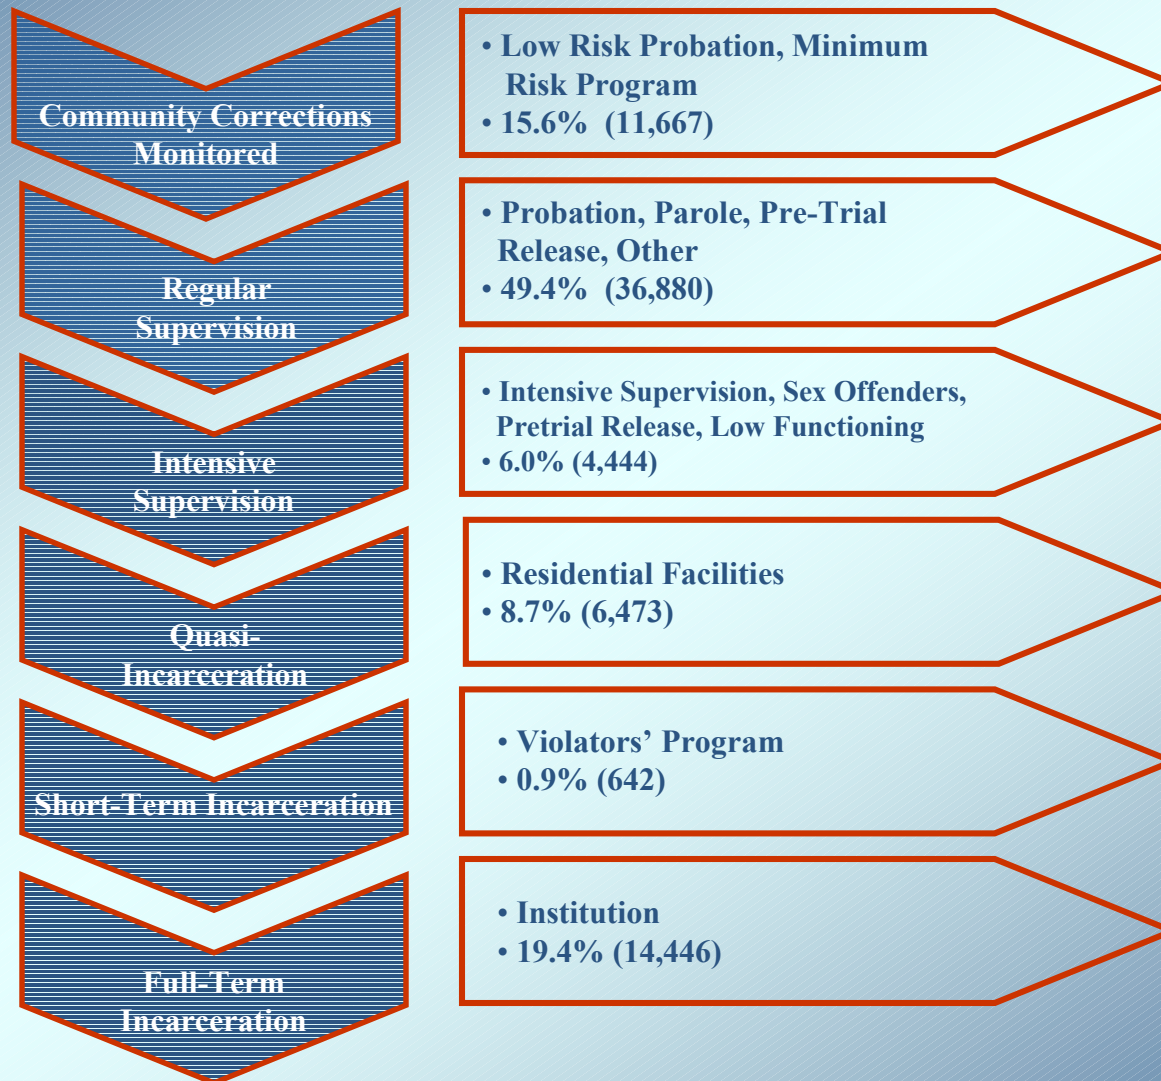 Community Corrections
Monitored
• Low Risk Probation, Minimum
Risk Program
• 15.6% (11,667)
Regular
Supervision
• Probation, Parole, Pre-Trial
Release, Other
• 49.4% (36,880)
Intensive
Supervision
• Intensive Supervision, Sex Offenders,
Pretrial Release, Low Functioning
• 6.0% (4,444)
Quasi-
Incarceration
• Residential Facilities
• 8.7% (6,473)
Short-Term Incarceration
• Violators’ Program
• 0.9% (642)
Full-Term
Incarceration
• Institution
• 19.4% (14,446)